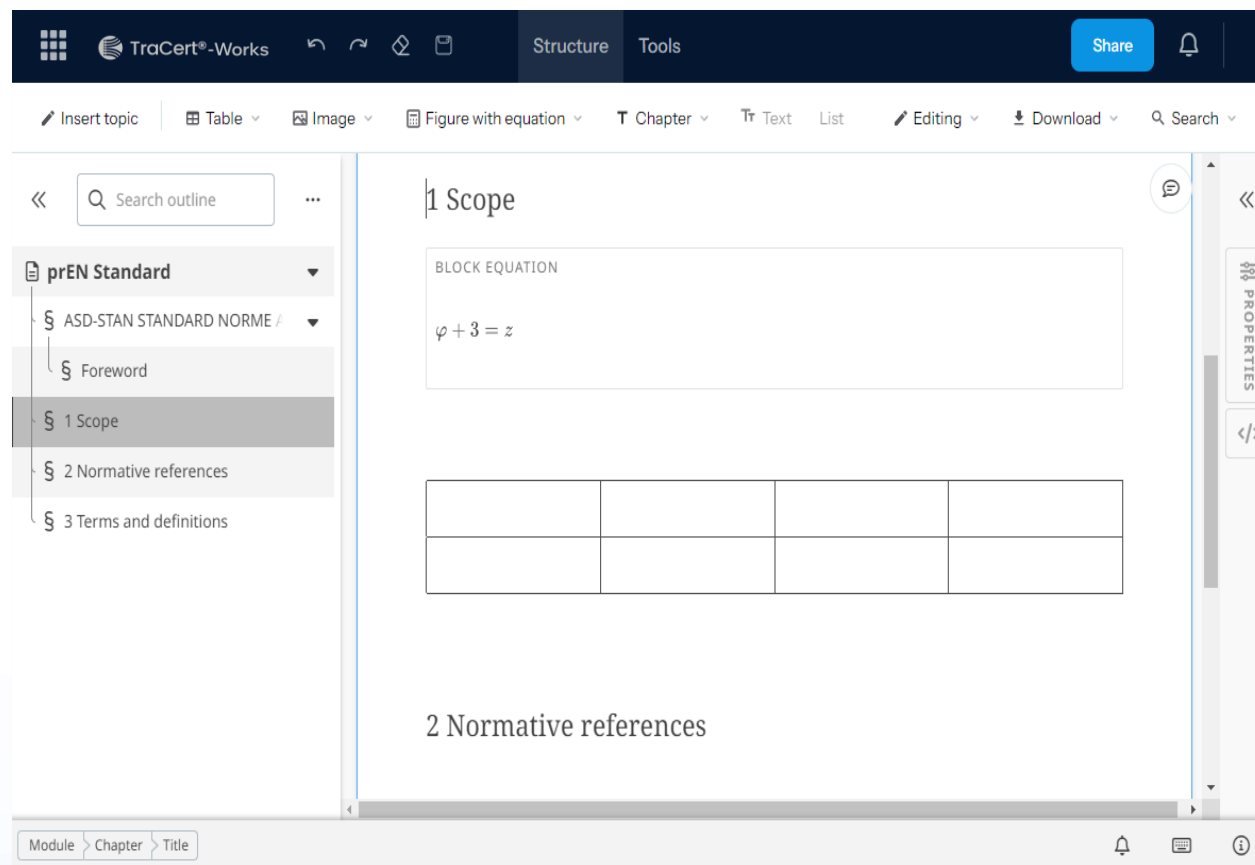 TraCert®-Works Structure Tools Share
Insert topic Table Image Figure with equation T Chapter Tт Text List Editing Download Search
Search outline ...
prEN Standard
§ ASD-STAN STANDARD NORME
§ Foreword
§ 1 Scope
§ 2 Normative references
§ 3 Terms and definitions
1 Scope
BLOCK EQUATION
φ + 3 = z
2 Normative references
PROPERTIES
Module Chapter Title